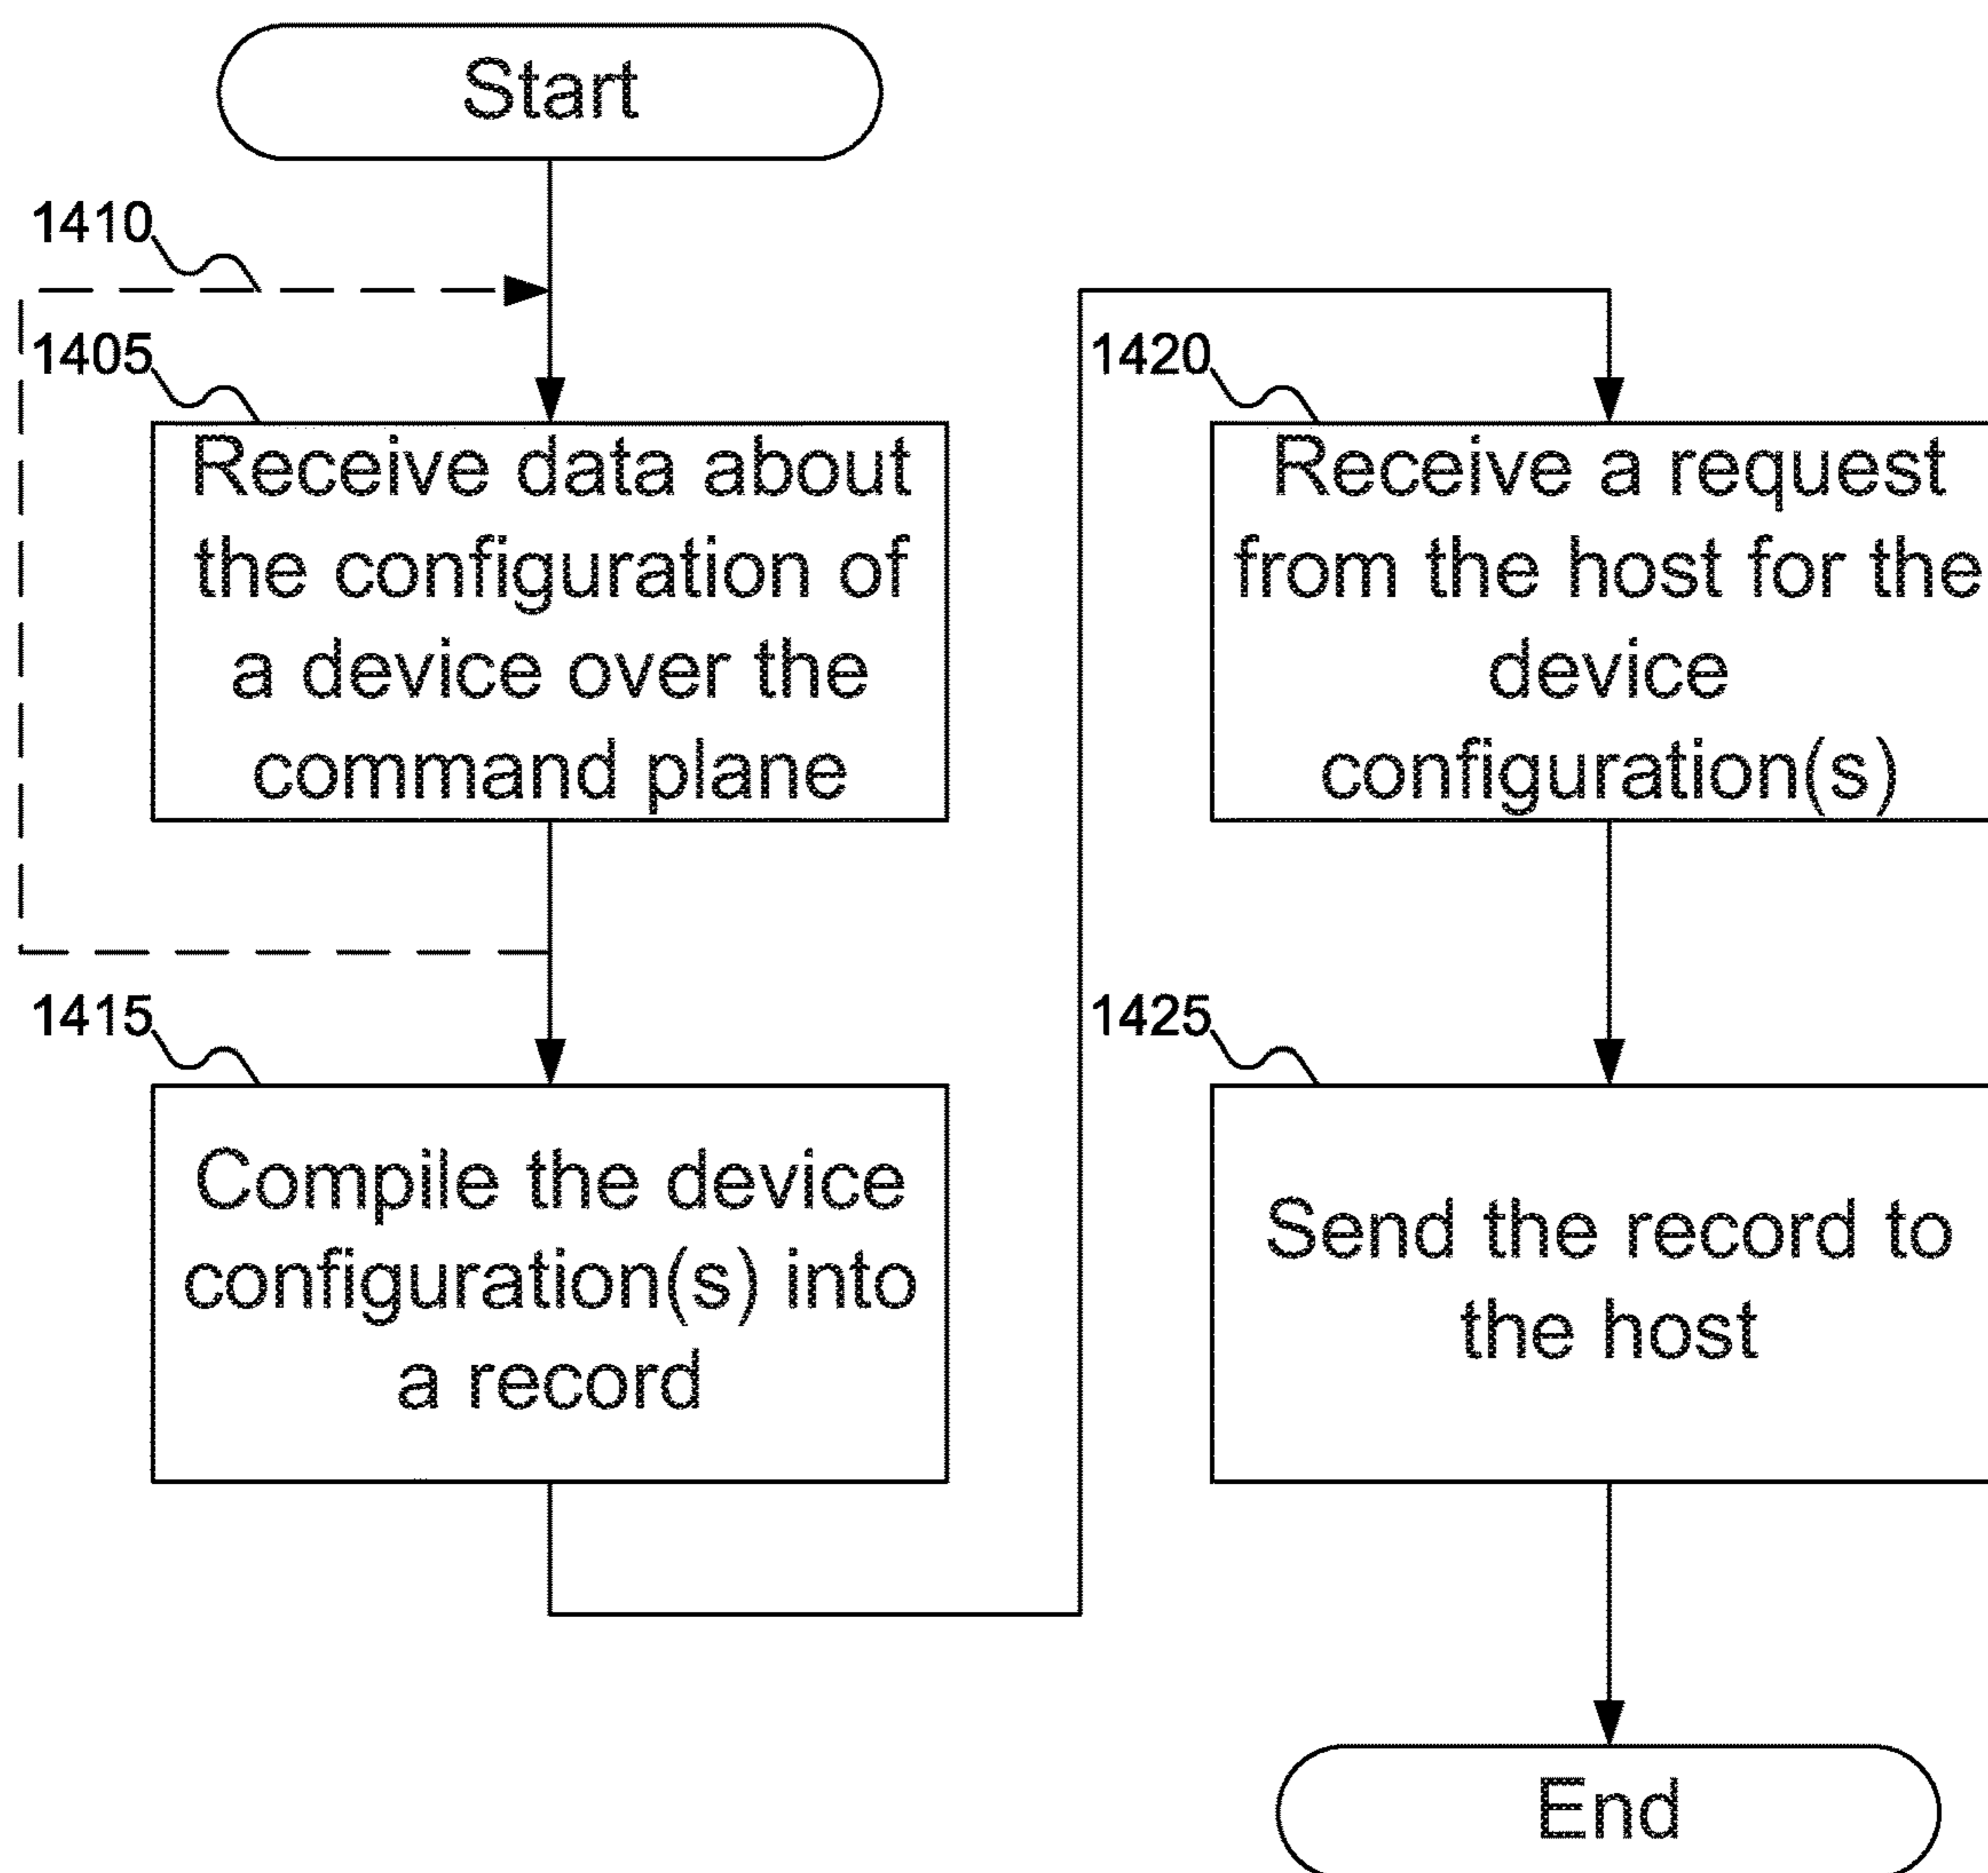 Start
1410
1405
Receive data about
the configuration of
a device over the
command plane
1415
Compile the device
configuration(s) into
a record
1420
Receive a request
from the host for the
device
configuration(s)
1425
Send the record to
the host
End